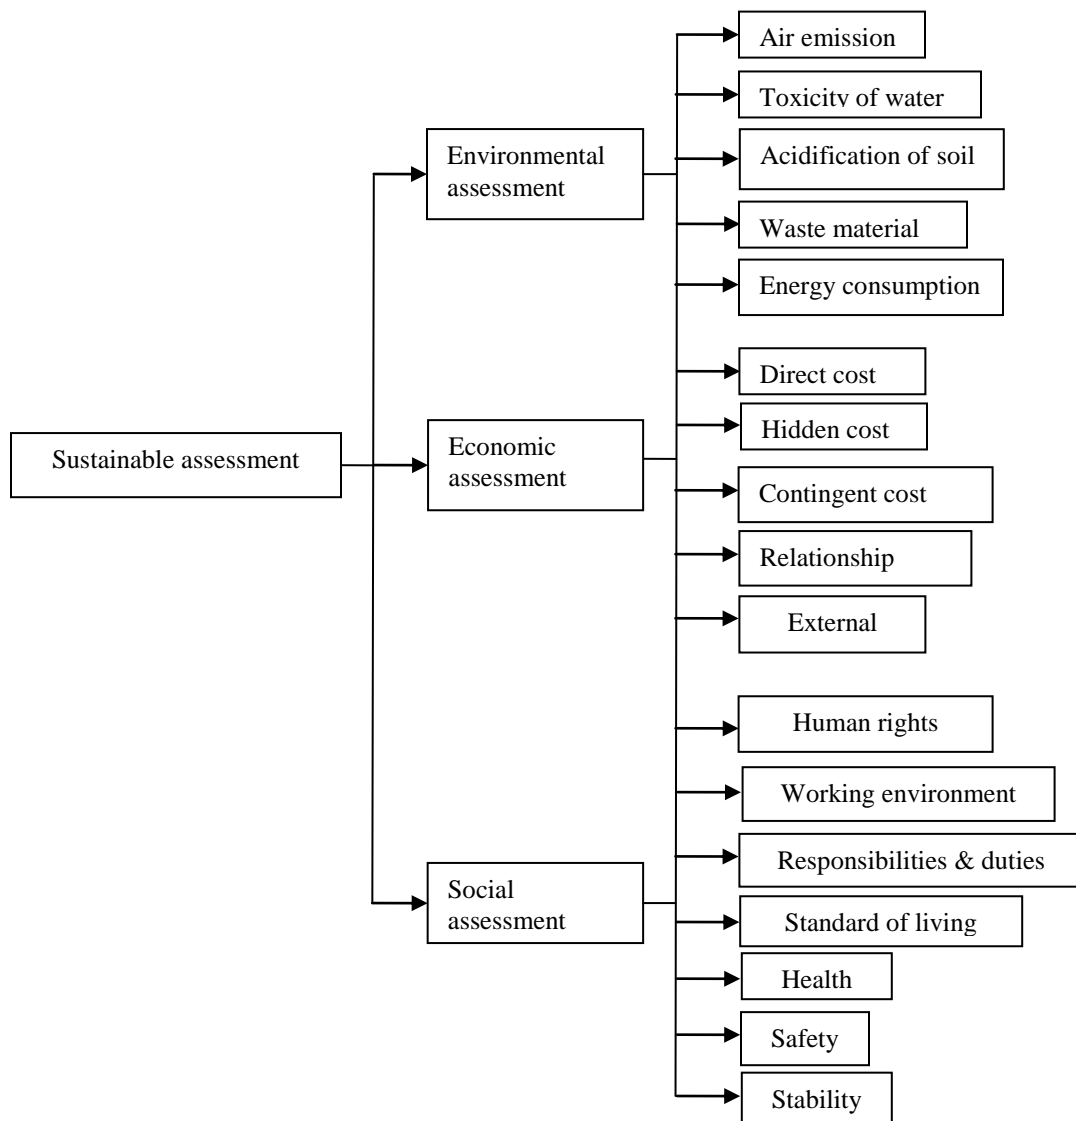 Sustainable assessment
Environmental
assessment
Economic
assessment
Social
assessment
Air emission
Toxicity of water
Acidification of soil
Waste material
Energy consumption
Direct cost
Hidden cost
Contingent cost
Relationship
External
Human rights
Working environment
Responsibilities & duties
Standard of living
Health
Safety
Stability